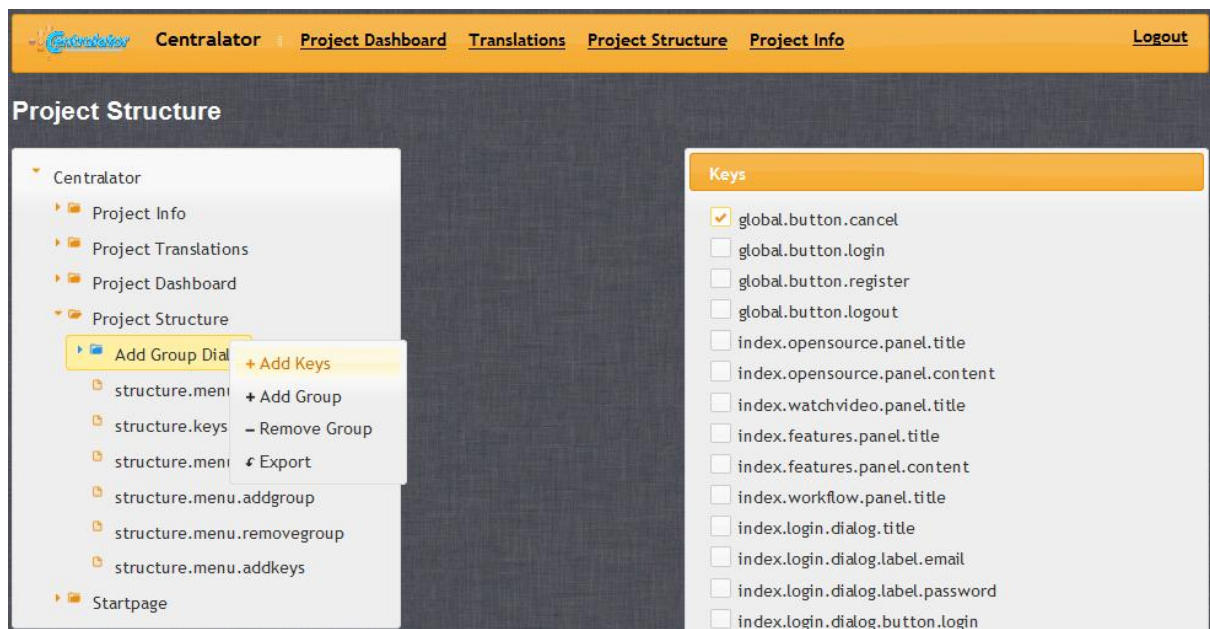 Centralator Centralator Project Dashboard Translations Project Structure Project Info Logout
Project Structure
Centralator
Project Info
Project Translations
Project Dashboard
Project Structure
Add Group Dial
structure.menu
structure.keys
structure.menu
structure.menu.addgroup
structure.menu.removegroup
structure.menu.addkeys
Startpage
+ Add Keys
+ Add Group
– Remove Group
Export
Keys
global.button.cancel
global.button.login
global.button.register
global.button.logout
index.opensource.panel.title
index.opensource.panel.content
index.watchvideo.panel.title
index.features.panel.title
index.features.panel.content
index.workflow.panel.title
index.login.dialog.title
index.login.dialog.label.email
index.login.dialog.label.password
index.login.dialog.button.login